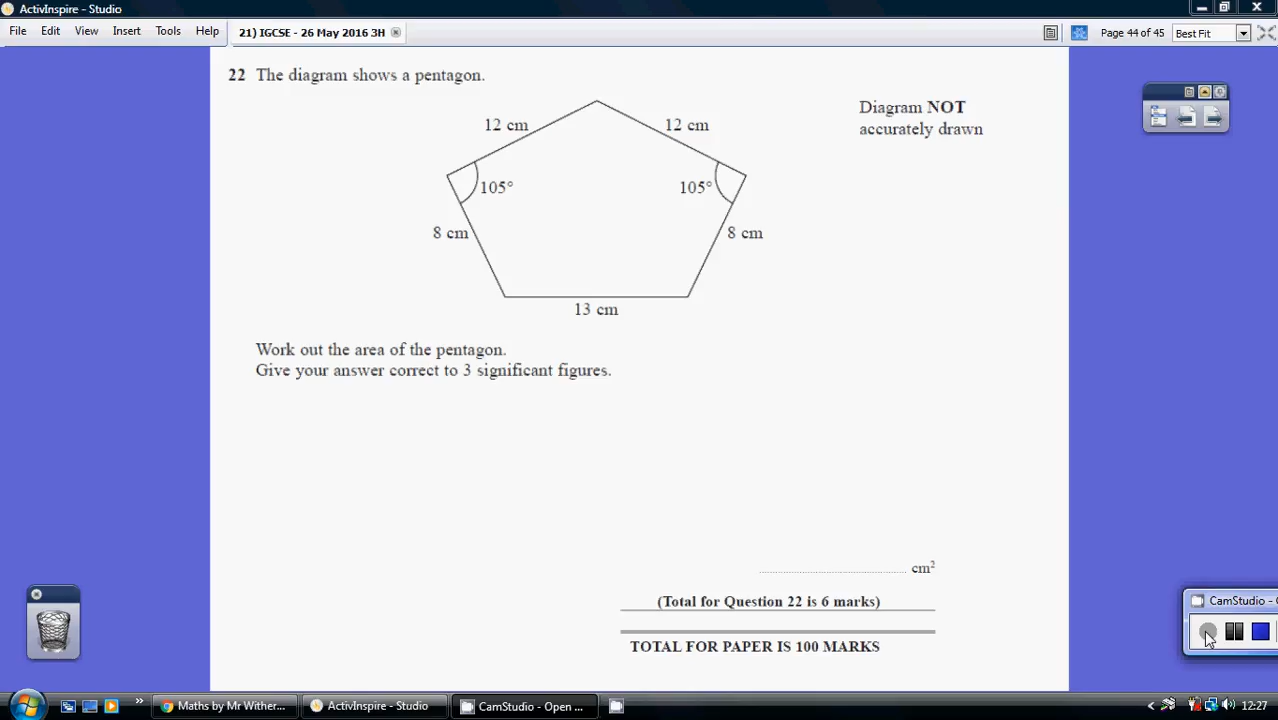 ActivInspire - Studio
File Edit View Insert Tools Help
21) IGCSE - 26 May 2016 3H
Page 44 of 45
Best Fit
22 The diagram shows a pentagon.
Diagram NOT
accurately drawn
12 cm
12 cm
105°
105°
8 cm
8 cm
13 cm
Work out the area of the pentagon.
Give your answer correct to 3 significant figures.
.................................................. cm²
(Total for Question 22 is 6 marks)
TOTAL FOR PAPER IS 100 MARKS
CamStudio -
» Maths by Mr Wither... ActivInspire - Studio CamStudio - Open ... < 12:27